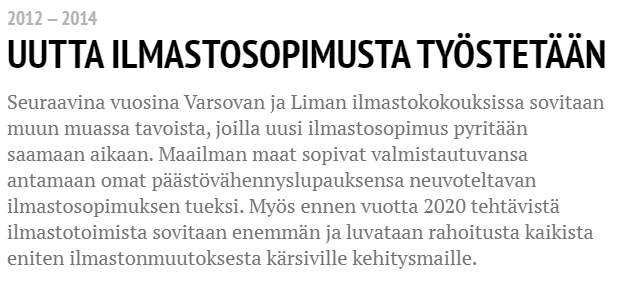 2012 – 2014
UUTTA ILMASTOSOPIMUSTA TYÖSTETÄÄN
Seuraavina vuosina Varsovan ja Liman ilmastokokouksissa sovitaan
muun muassa tavoista, joilla uusi ilmastosopimus pyritään
saamaan aikaan. Maailman maat sopivat valmistautuvansa
antamaan omat päästövähennyslupauksensa neuvoteltavan
ilmastosopimuksen tueksi. Myös ennen vuotta 2020 tehtävistä
ilmastotoimista sovitaan enemmän ja luvataan rahoitusta kaikista
eniten ilmastonmuutoksesta kärsiville kehitysmaille.